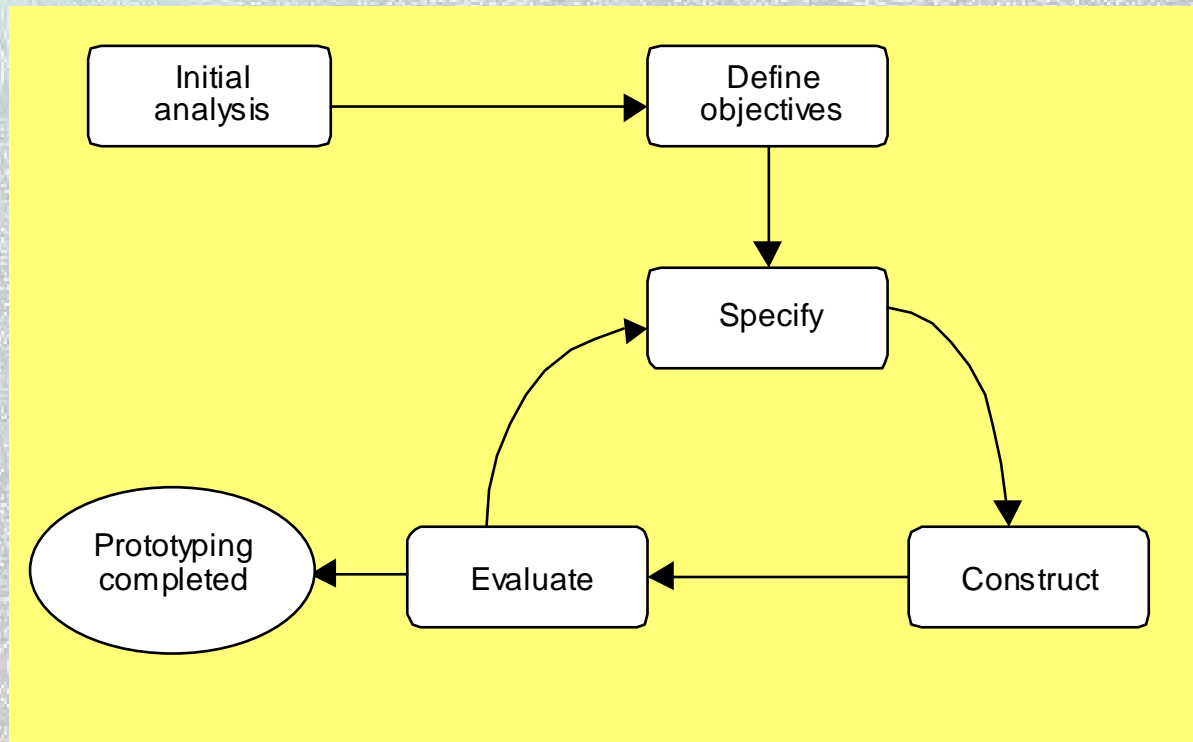 Initial
analysis
Define
objectives
Specify
Prototyping
completed
Evaluate
Construct